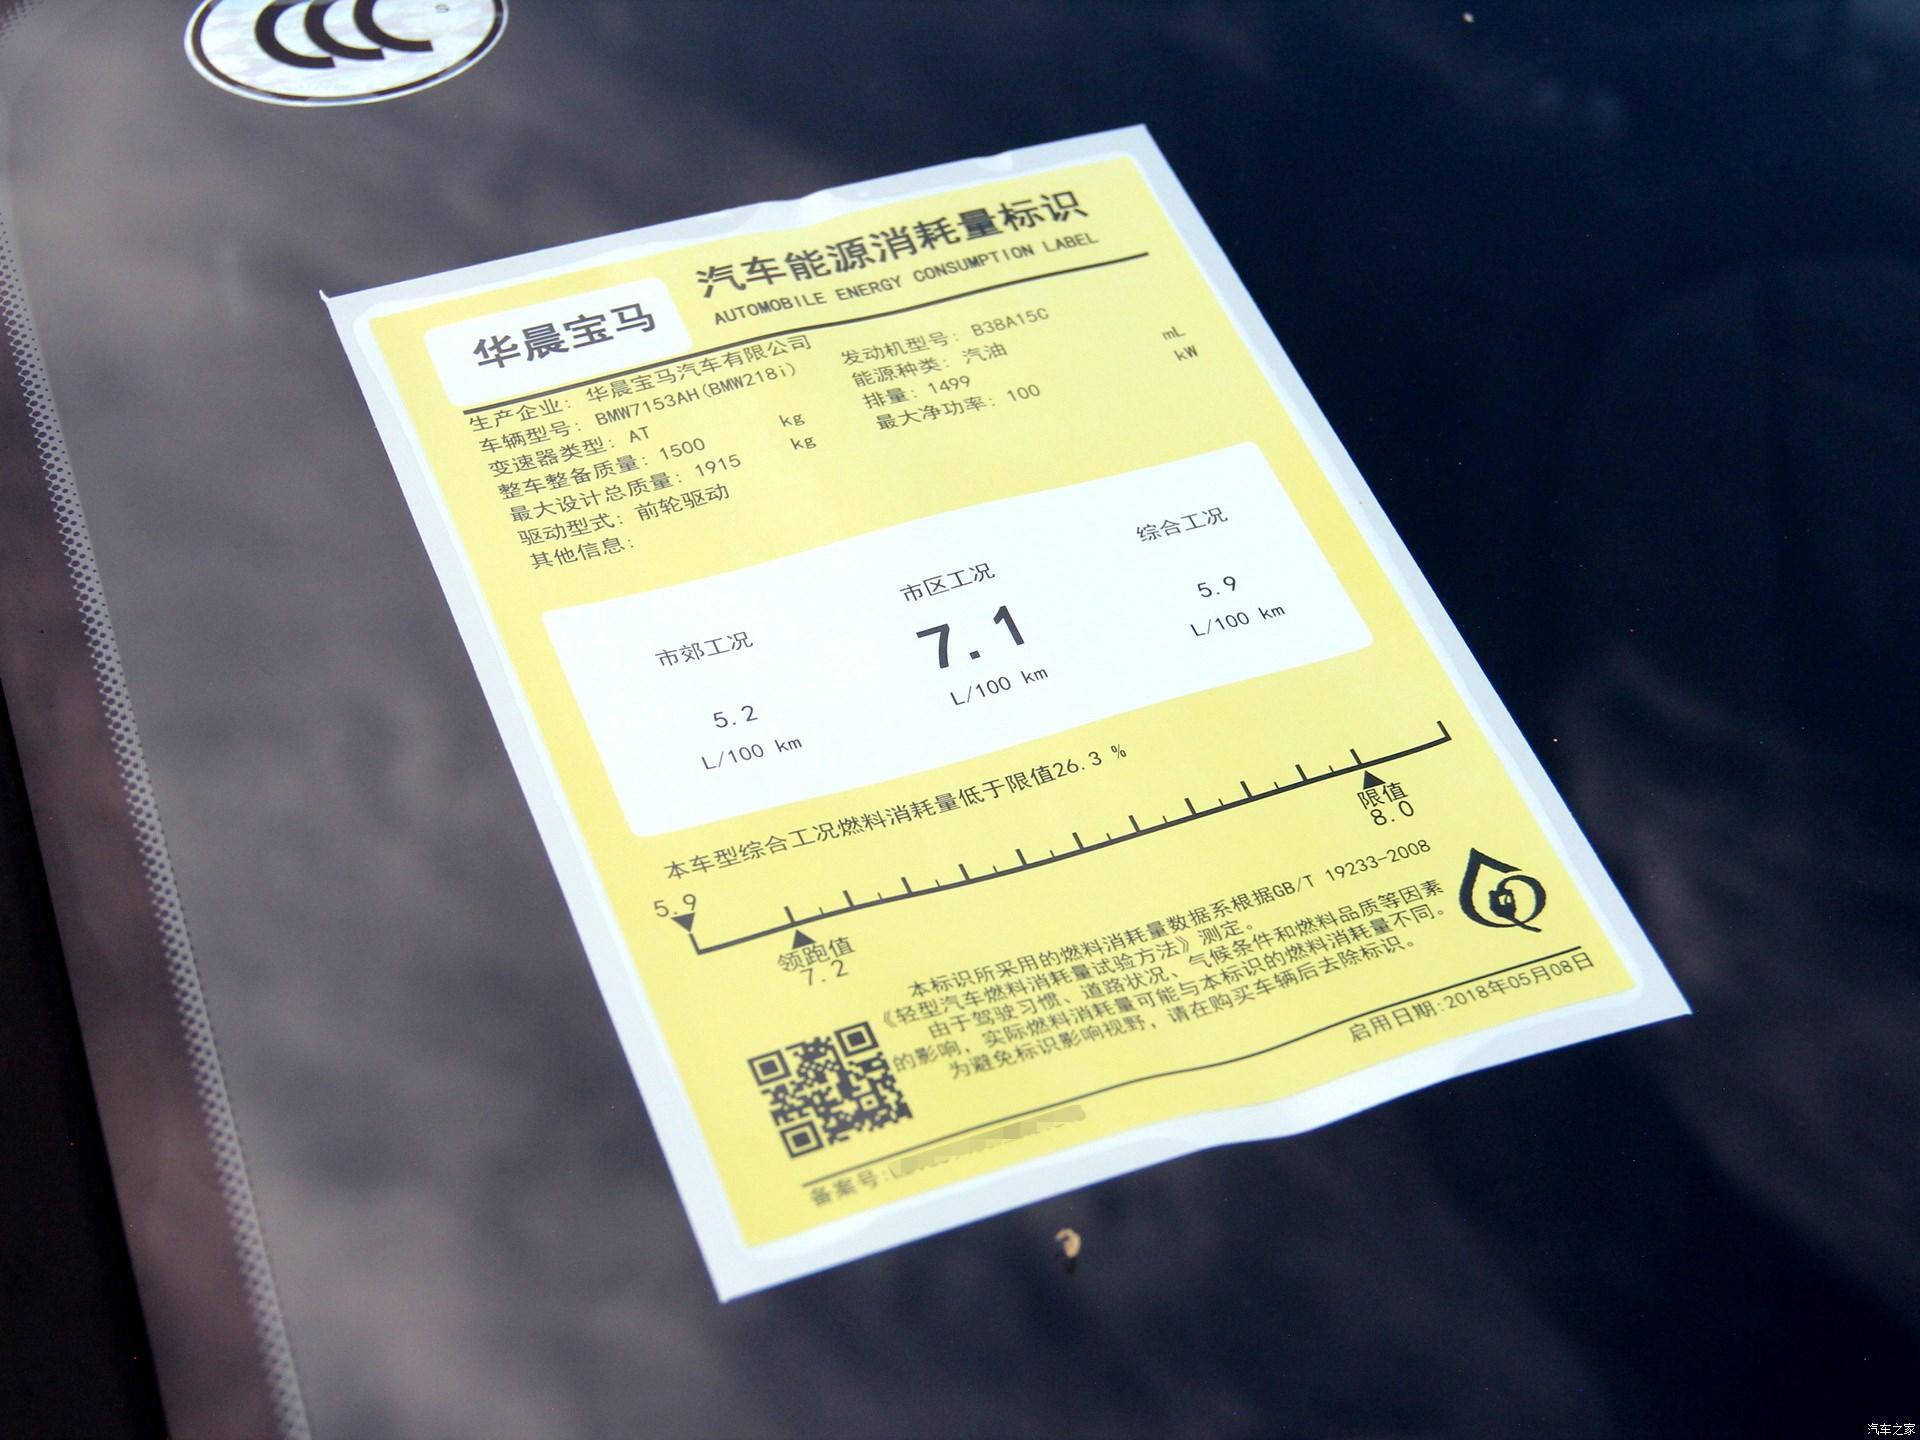 CCC
S
华晨宝马
汽车能源消耗量标识
AUTOMOBILE ENERGY CONSUMPTION LABEL
生产企业: 华晨宝马汽车有限公司
车辆型号: BMW7153AH(BMW218i)
变速器类型: AT
整车整备质量: 1500 kg
最大设计总质量: 1915 kg
驱动型式: 前轮驱动
其他信息:
发动机型号: B38A15C
能源种类: 汽油
排量: 1499 mL
最大净功率: 100 kW
市郊工况
5.2
L/100 km
市区工况
7.1
L/100 km
综合工况
5.9
L/100 km
本车型综合工况燃料消耗量低于限值26.3 %
5.9
领跑值
7.2
限值
8.0
本标识所采用的燃料消耗量数据系根据GB/T 19233-2008
《轻型汽车燃料消耗量试验方法》测定。
由于驾驶习惯、道路状况、气候条件和燃料品质等因素
的影响, 实际燃料消耗量可能与本标识的燃料消耗量不同。
为避免标识影响视野, 请在购买车辆后去除标识。
启用日期:2018年05月08日
备案号:
汽车之家